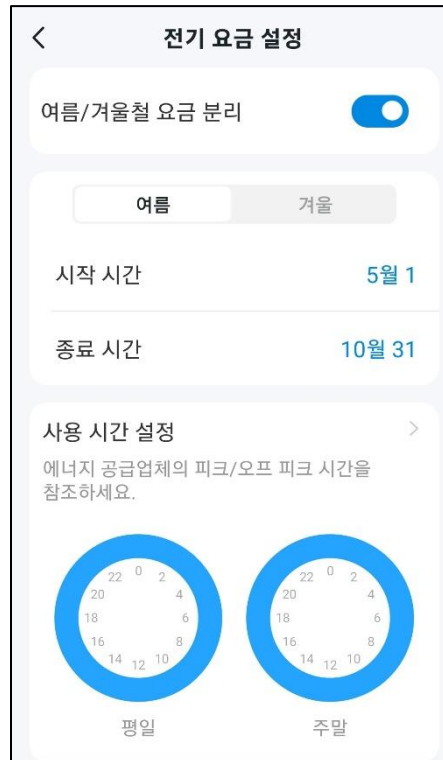 전기 요금 설정
여름/겨울철 요금 분리
여름 겨울
시작 시간 5월 1
종료 시간 10월 31
사용 시간 설정
에너지 공급업체의 피크/오프 피크 시간을
참조하세요.
0 2 4 6 8 10 12 14 16 18 20 22
평일
0 2 4 6 8 10 12 14 16 18 20 22
주말